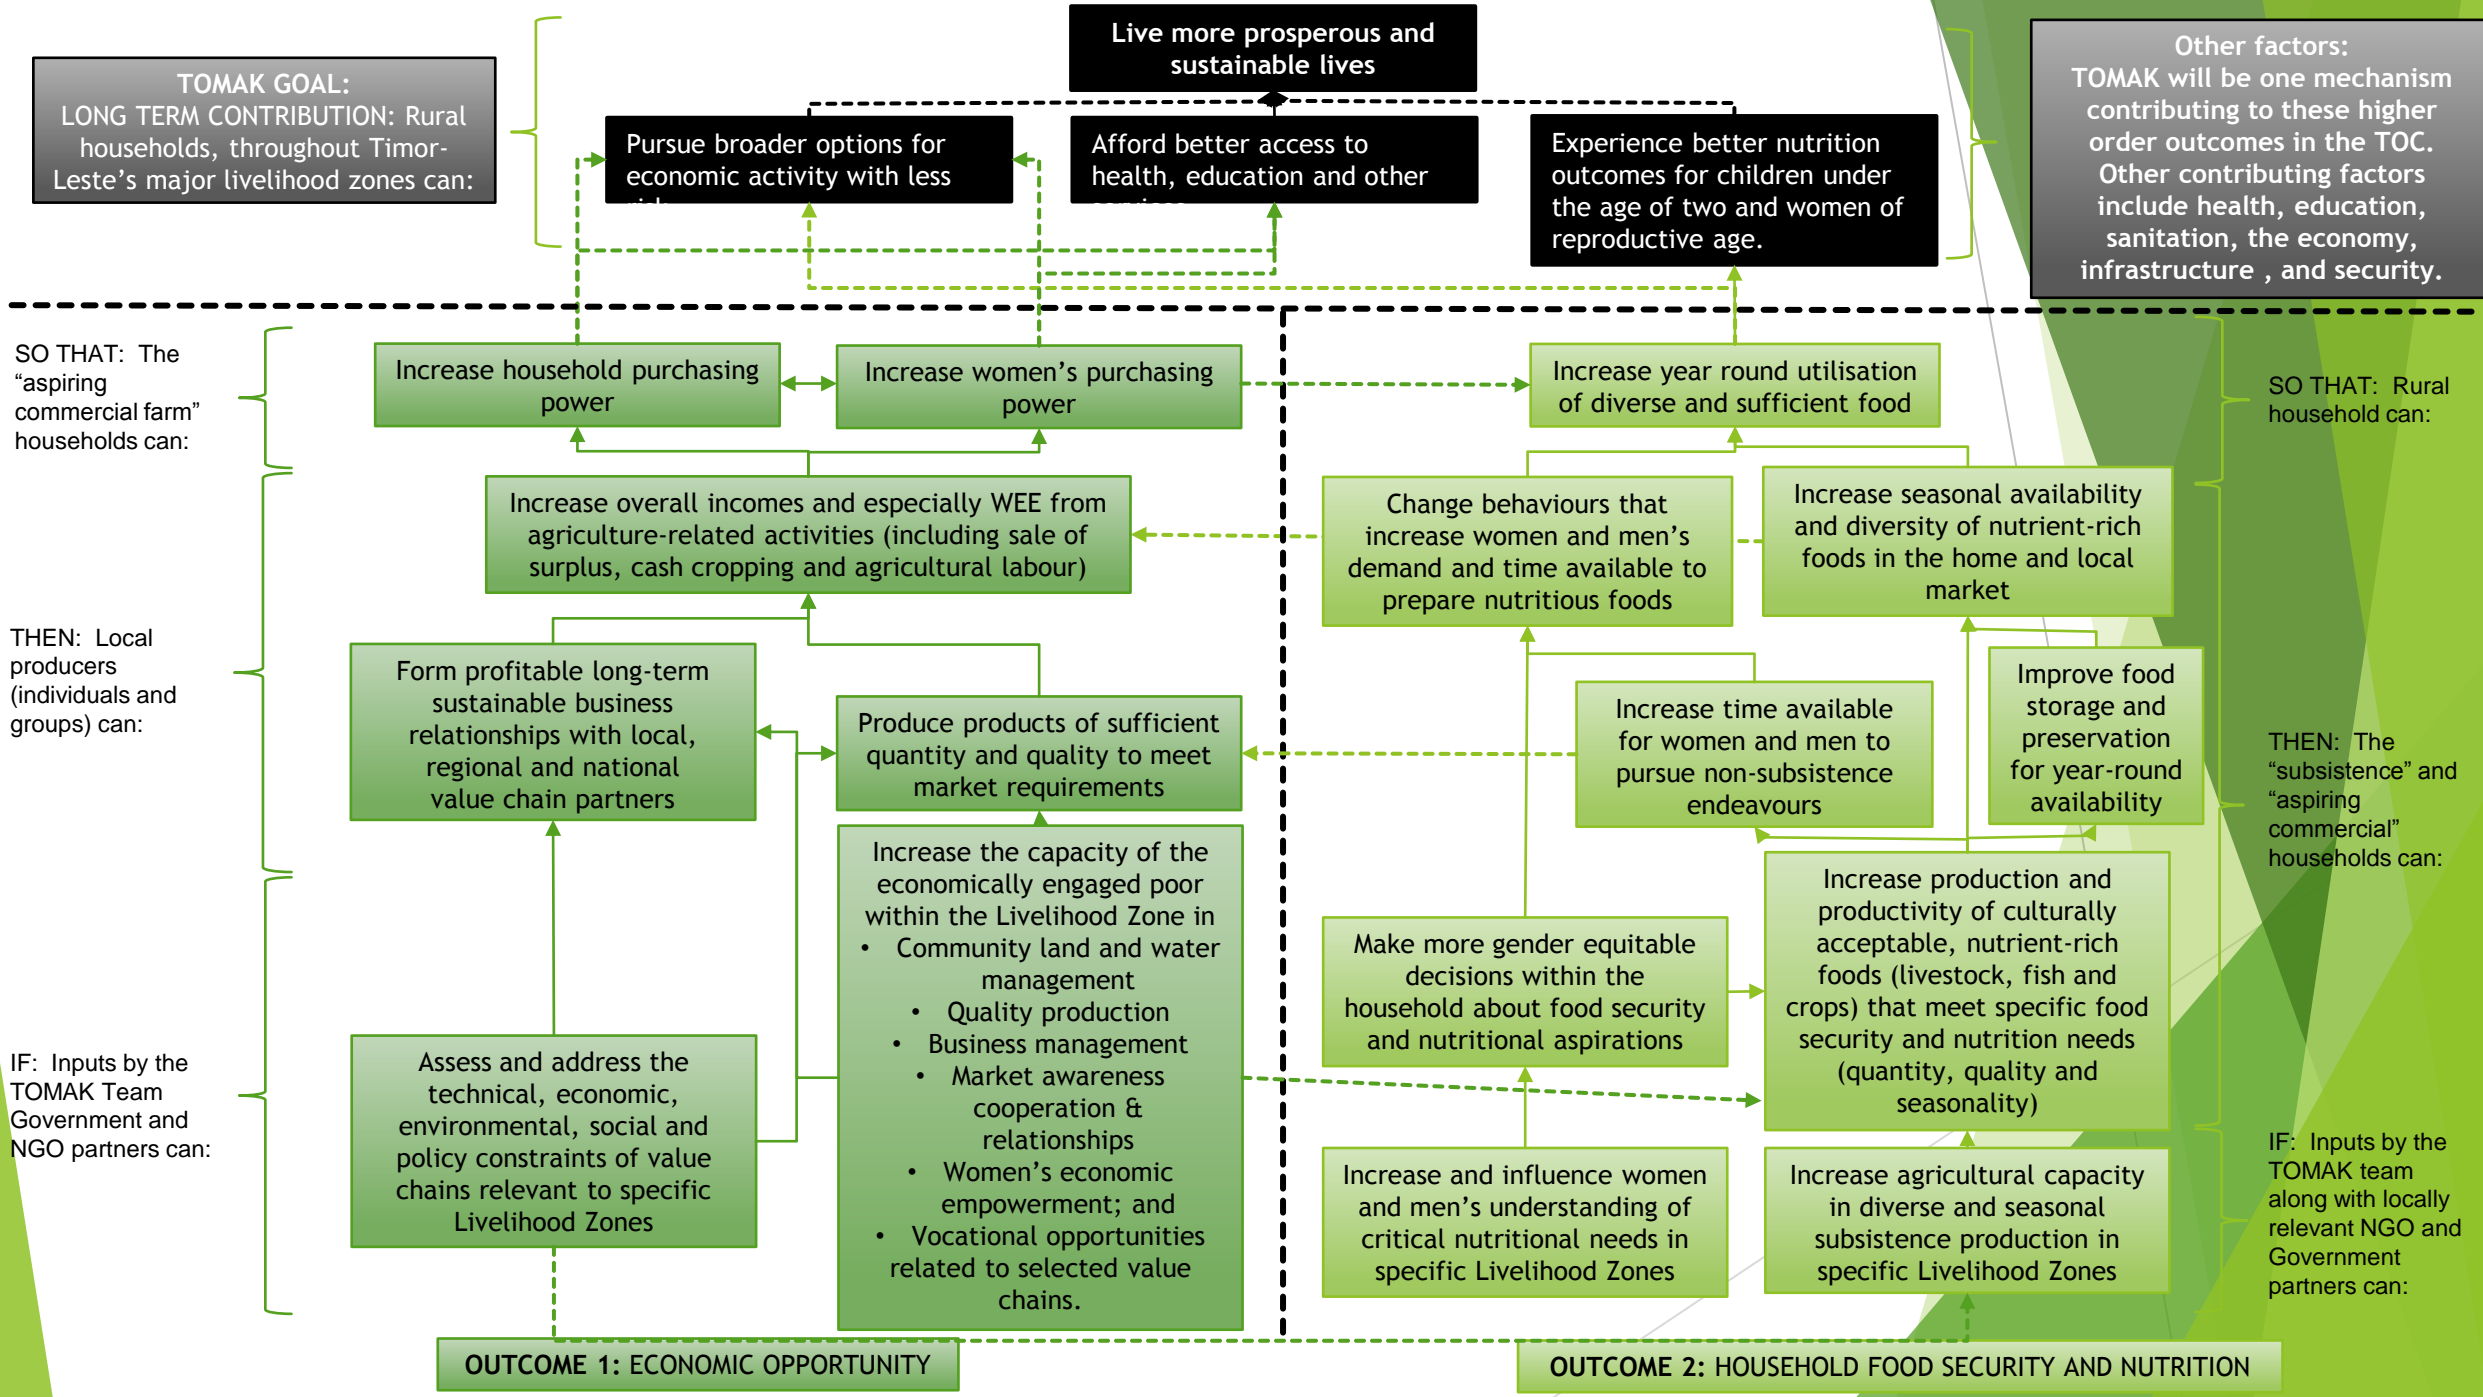 Live more prosperous and
sustainable lives
TOMAK GOAL:
LONG TERM CONTRIBUTION: Rural
households, throughout Timor-
Leste’s major livelihood zones can:
Pursue broader options for
economic activity with less
Afford better access to
health, education and other
Experience better nutrition
outcomes for children under
the age of two and women of
reproductive age.
Other factors:
TOMAK will be one mechanism
contributing to these higher
order outcomes in the TOC.
Other contributing factors
include health, education,
sanitation, the economy,
infrastructure , and security.
SO THAT: The
“aspiring
commercial farm”
households can:
Increase household purchasing
power
Increase women’s purchasing
power
Increase year round utilisation
of diverse and sufficient food
SO THAT: Rural
household can:
Increase overall incomes and especially WEE from
agriculture-related activities (including sale of
surplus, cash cropping and agricultural labour)
Change behaviours that
increase women and men’s
demand and time available to
prepare nutritious foods
Increase seasonal availability
and diversity of nutrient-rich
foods in the home and local
market
THEN: Local
producers
(individuals and
groups) can:
Form profitable long-term
sustainable business
relationships with local,
regional and national
value chain partners
Produce products of sufficient
quantity and quality to meet
market requirements
Increase time available
for women and men to
pursue non-subsistence
endeavours
Improve food
storage and
preservation
for year-round
availability
THEN: The
“subsistence” and
“aspiring
commercial”
households can:
Increase the capacity of the
economically engaged poor
within the Livelihood Zone in
• Community land and water
management
• Quality production
• Business management
• Market awareness
cooperation &
relationships
• Women’s economic
empowerment; and
• Vocational opportunities
related to selected value
chains.
Make more gender equitable
decisions within the
household about food security
and nutritional aspirations
Increase production and
productivity of culturally
acceptable, nutrient-rich
foods (livestock, fish and
crops) that meet specific food
security and nutrition needs
(quantity, quality and
seasonality)
IF: Inputs by the
TOMAK Team
Government and
NGO partners can:
Assess and address the
technical, economic,
environmental, social and
policy constraints of value
chains relevant to specific
Livelihood Zones
Increase and influence women
and men’s understanding of
critical nutritional needs in
specific Livelihood Zones
Increase agricultural capacity
in diverse and seasonal
subsistence production in
specific Livelihood Zones
IF: Inputs by the
TOMAK team
along with locally
relevant NGO and
Government
partners can:
OUTCOME 1: ECONOMIC OPPORTUNITY
OUTCOME 2: HOUSEHOLD FOOD SECURITY AND NUTRITION